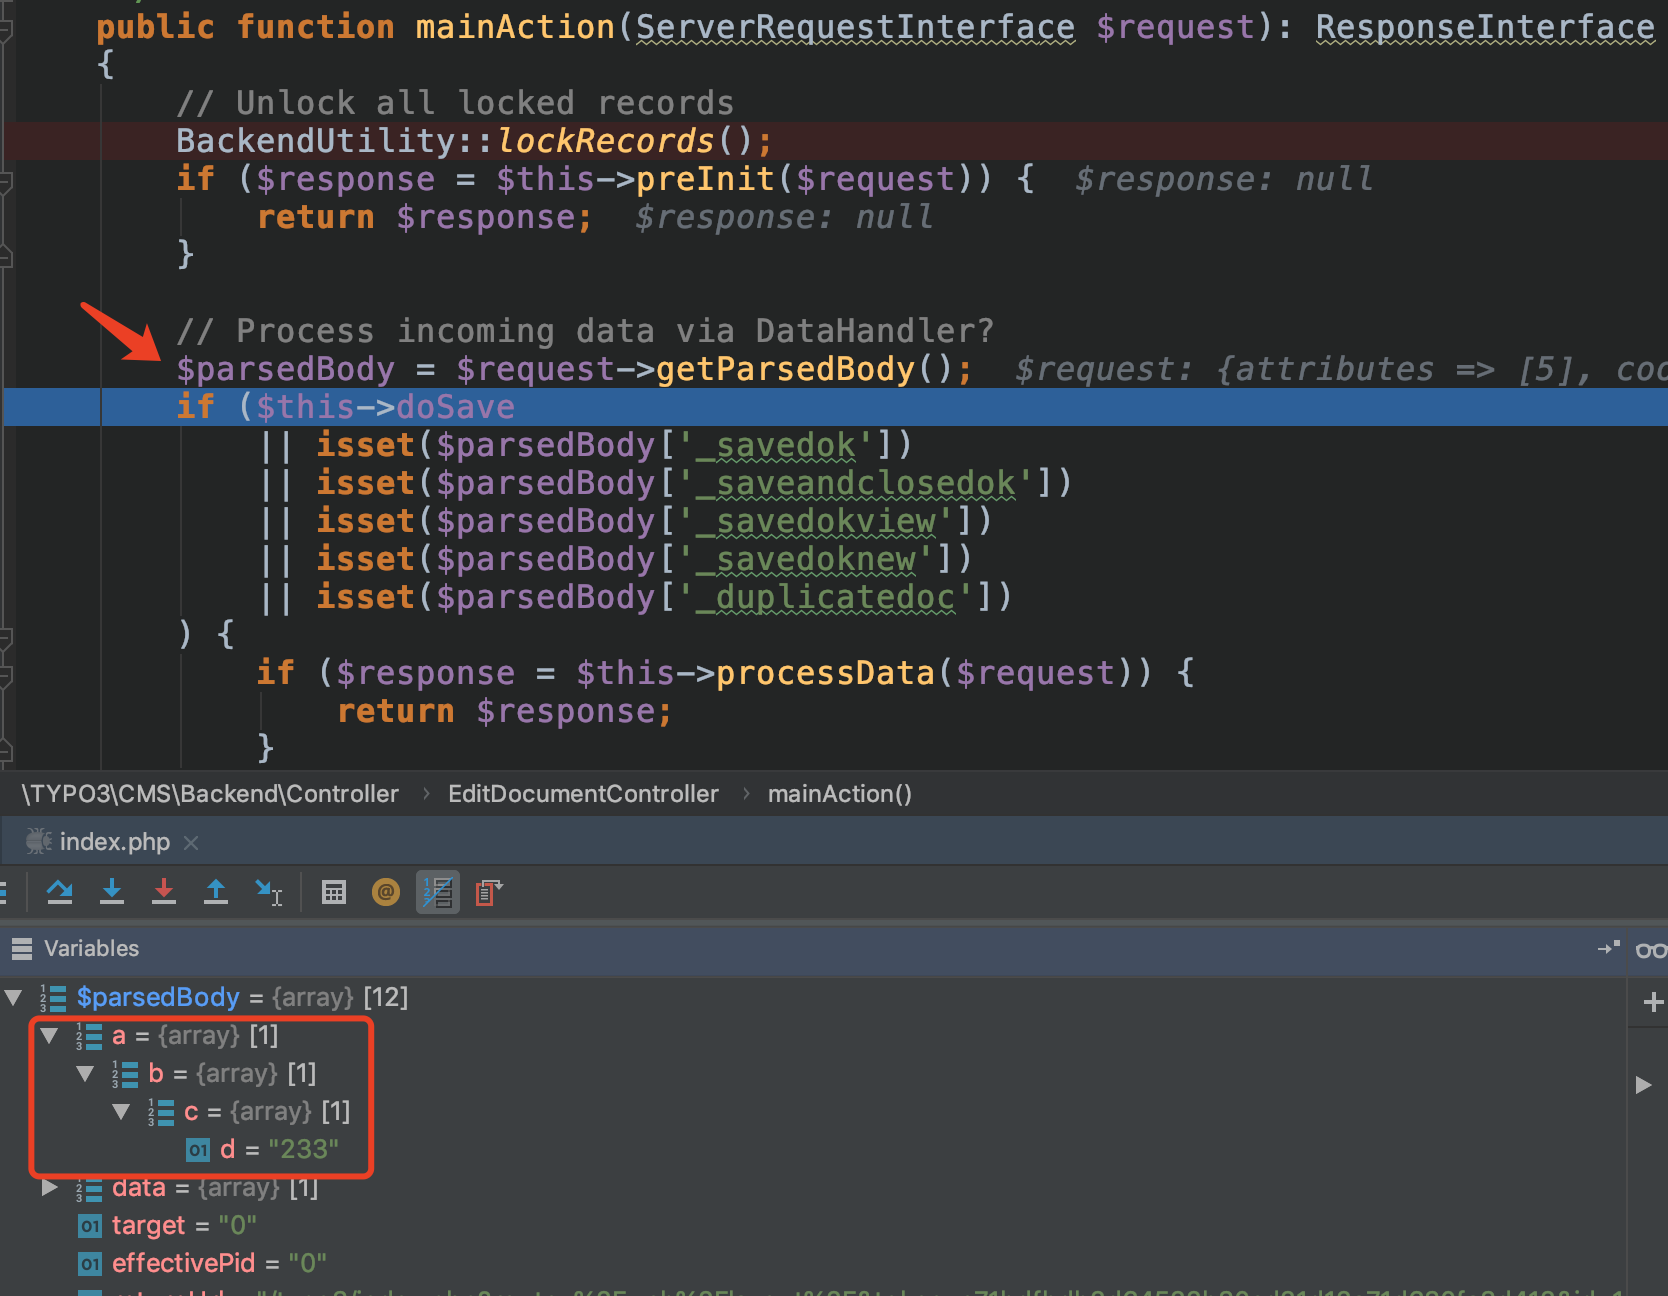 public function mainAction(ServerRequestInterface $request): ResponseInterface
{
// Unlock all locked records
BackendUtility::lockRecords();
if ($response = $this->preInit($request)) { $response: null
return $response; $response: null
}
// Process incoming data via DataHandler?
$parsedBody = $request->getParsedBody(); $request: {attributes => [5], coo
if ($this->doSave
|| isset($parsedBody['_savedok'])
|| isset($parsedBody['_saveandclosedok'])
|| isset($parsedBody['_savedokview'])
|| isset($parsedBody['_savedoknew'])
|| isset($parsedBody['_duplicatedoc'])
) {
if ($response = $this->processData($request)) {
return $response;
}
\TYPO3\CMS\Backend\Controller › EditDocumentController › mainAction()
index.php
Variables
$parsedBody = {array} [12]
a = {array} [1]
b = {array} [1]
c = {array} [1]
01 d = "233"
data = {array} [1]
01 target = "0"
01 effectivePid = "0"